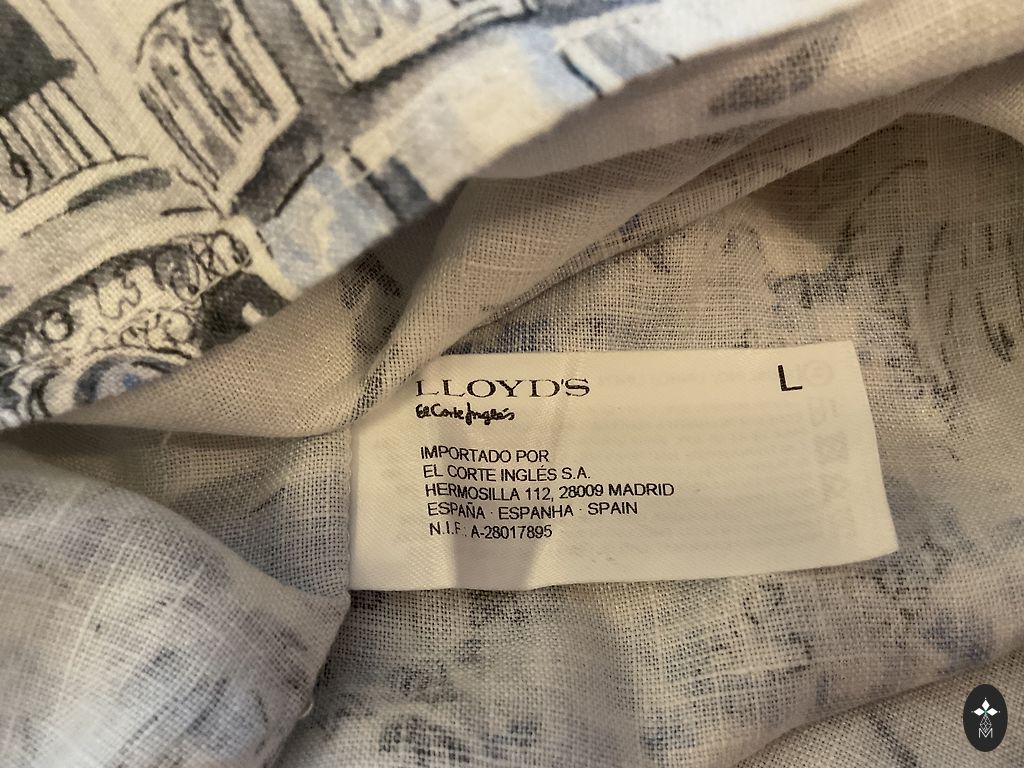 LLOYD'S
L
El Corte Inglés
IMPORTADO POR
EL CORTE INGLÉS S.A.
HERMOSILLA 112, 28009 MADRID
ESPAÑA · ESPANHA · SPAIN
N.I.F.: A-28017895
M